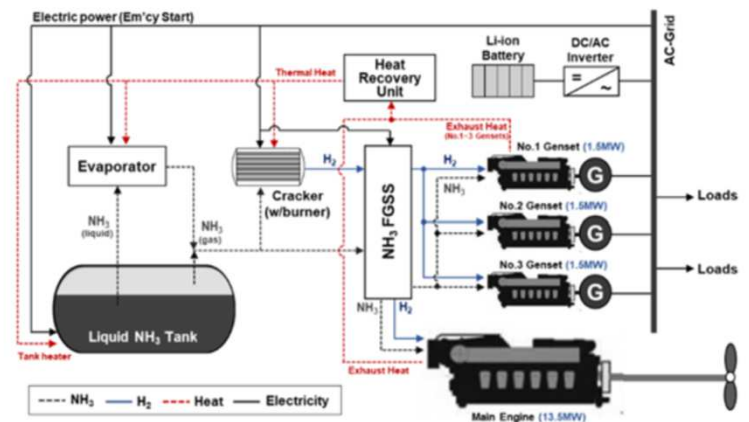 Electric power (Em'cy Start)
Li-ion
Battery
DC/AC
Inverter
AC-Grid
Heat
Recovery
Unit
Thermal Heat
Exhaust Heat
(No.1~3 Gensets)
No.1 Genset (1.5MW)
Evaporator
H₂
Cracker
(w/burner)
NH₃ FGSS
H₂
NH₃
G
Loads
NH₃
(liquid)
NH₃
(gas)
No.2 Genset (1.5MW)
G
No.3 Genset (1.5MW)
G
Loads
Liquid NH₃ Tank
NH₃
H₂
Tank heater
Exhaust Heat
NH₃
H₂
Heat
Electricity
Main Engine (13.5MW)